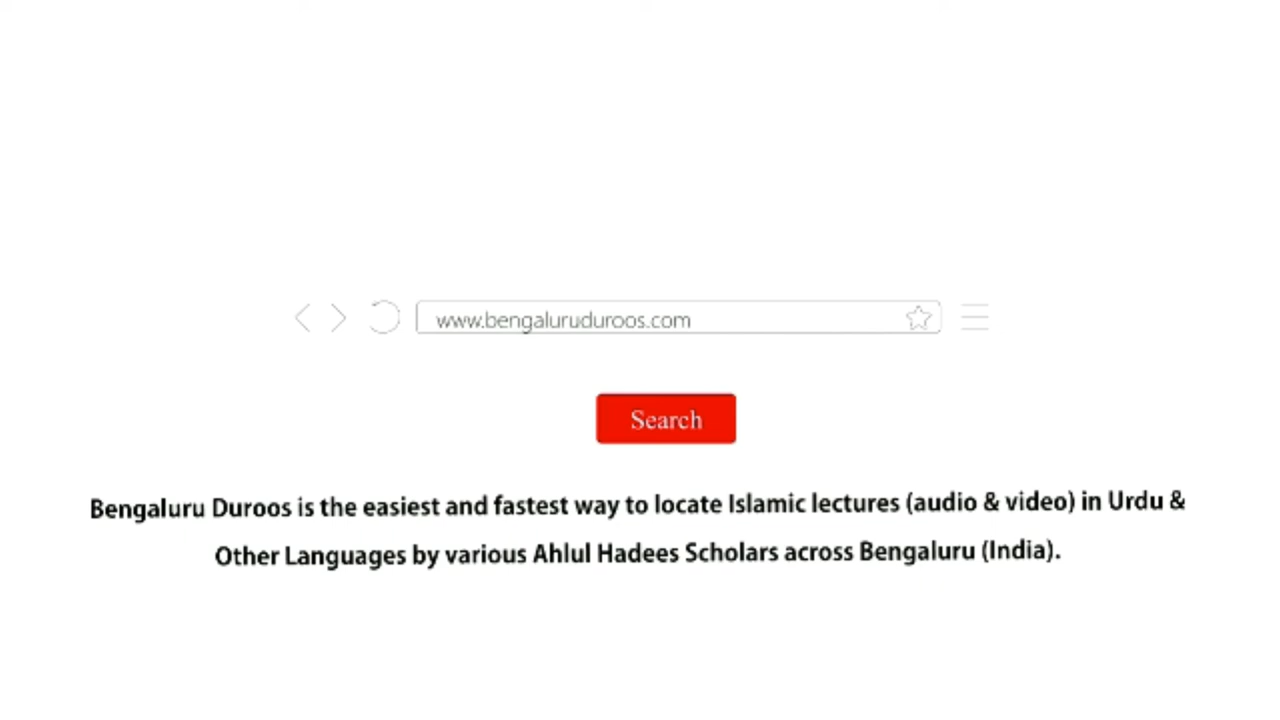 www.bengaluruduroos.com
Search
Bengaluru Duroos is the easiest and fastest way to locate Islamic lectures (audio & video) in Urdu &
Other Languages by various Ahlul Hadees Scholars across Bengaluru (India).